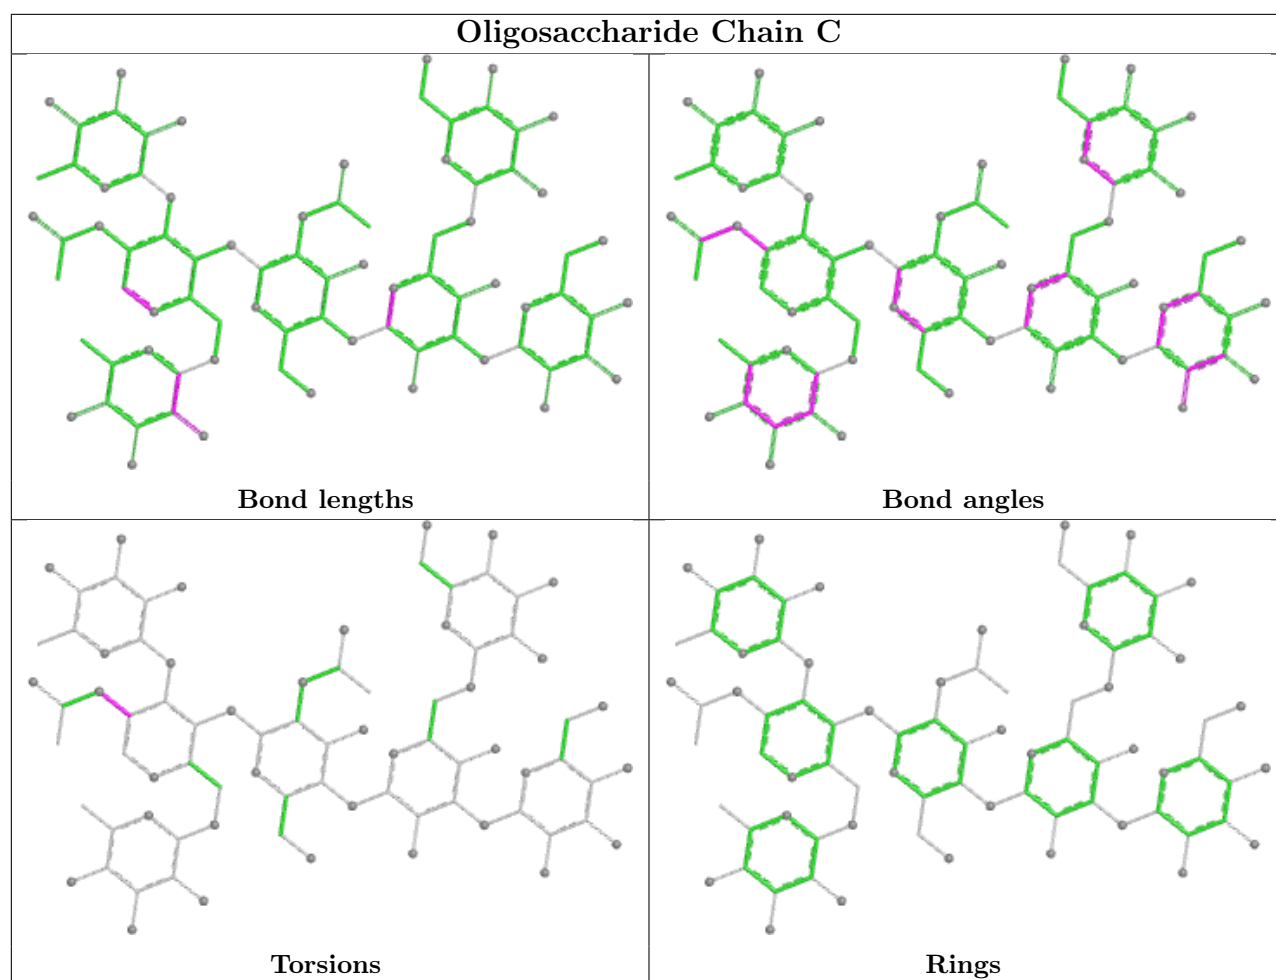 Oligosaccharide Chain C
Bond lengths
Bond angles
Torsions
Rings